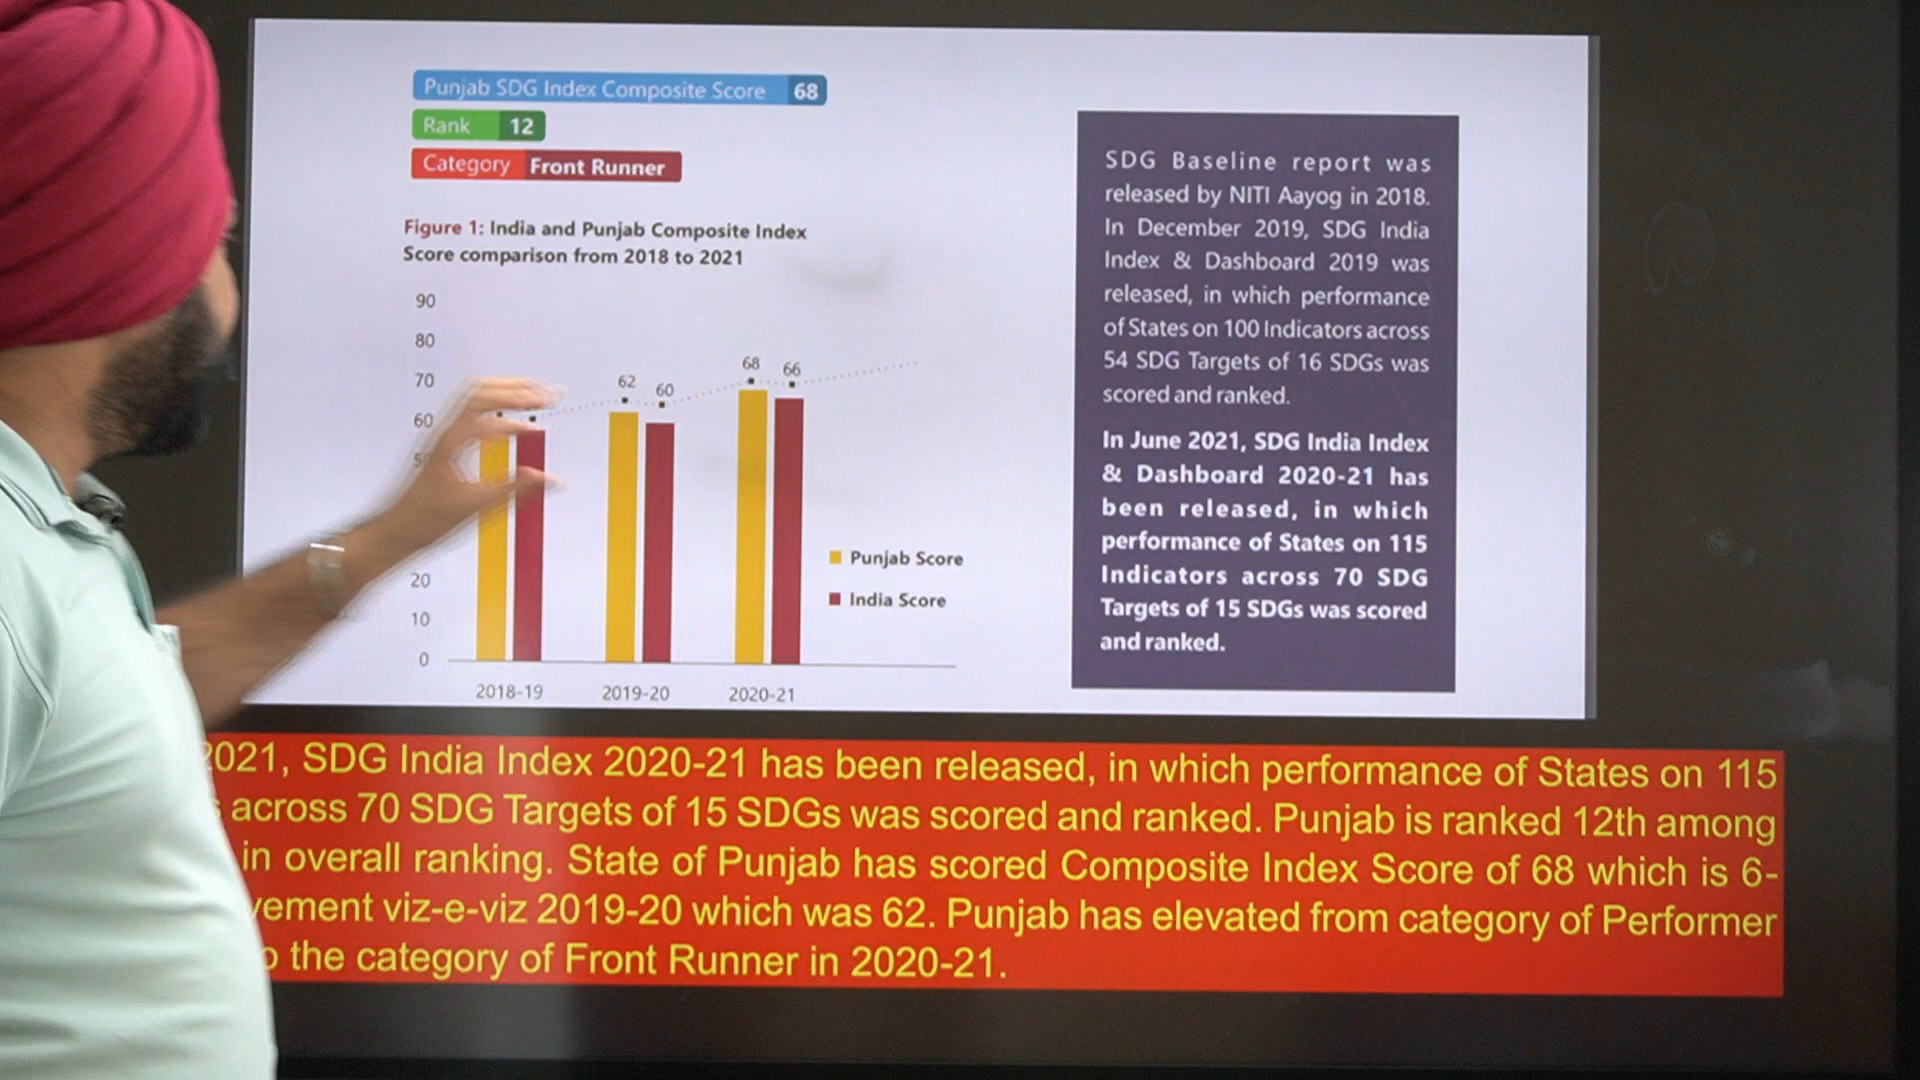 Punjab SDG Index Composite Score 68
Rank 12
Category Front Runner
Figure 1: India and Punjab Composite Index
Score comparison from 2018 to 2021
90
80
70
60
20
10
0
62
60
68
66
2018-19
2019-20
2020-21
Punjab Score
India Score
SDG Baseline report was
released by NITI Aayog in 2018.
In December 2019, SDG India
Index & Dashboard 2019 was
released, in which performance
of States on 100 Indicators across
54 SDG Targets of 16 SDGs was
scored and ranked.
In June 2021, SDG India Index
& Dashboard 2020-21 has
been released, in which
performance of States on 115
Indicators across 70 SDG
Targets of 15 SDGs was scored
and ranked.
2021, SDG India Index 2020-21 has been released, in which performance of States on 115
across 70 SDG Targets of 15 SDGs was scored and ranked. Punjab is ranked 12th among
in overall ranking. State of Punjab has scored Composite Index Score of 68 which is 6-
viz-e-viz 2019-20 which was 62. Punjab has elevated from category of Performer
the category of Front Runner in 2020-21.